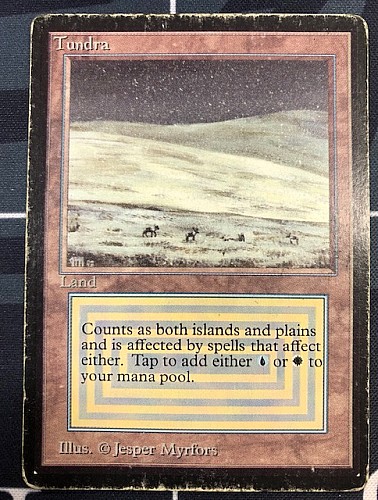 Tundra
Land
Counts as both islands and plains
and is affected by spells that affect
either. Tap to add either or to
your mana pool.
Illus. © Jesper Myrfors